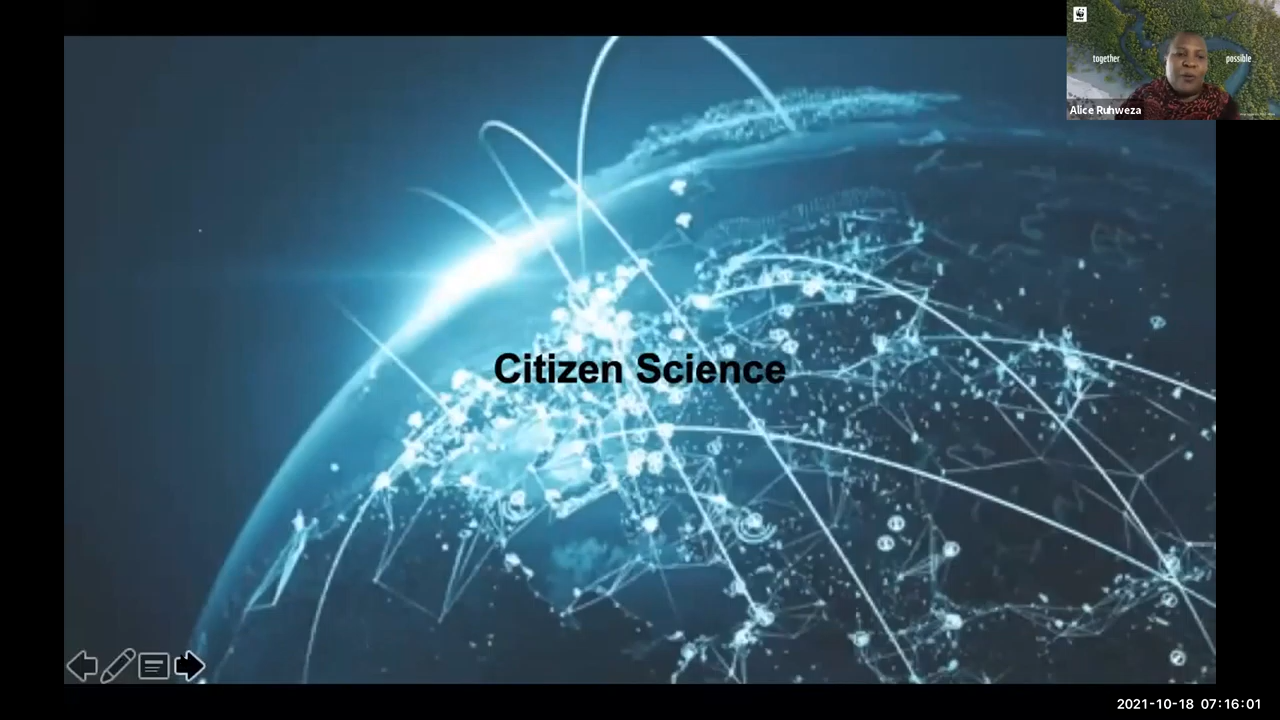 together
possible
Alice Ruhweza
Citizen Science
2021-10-18 07:16:01